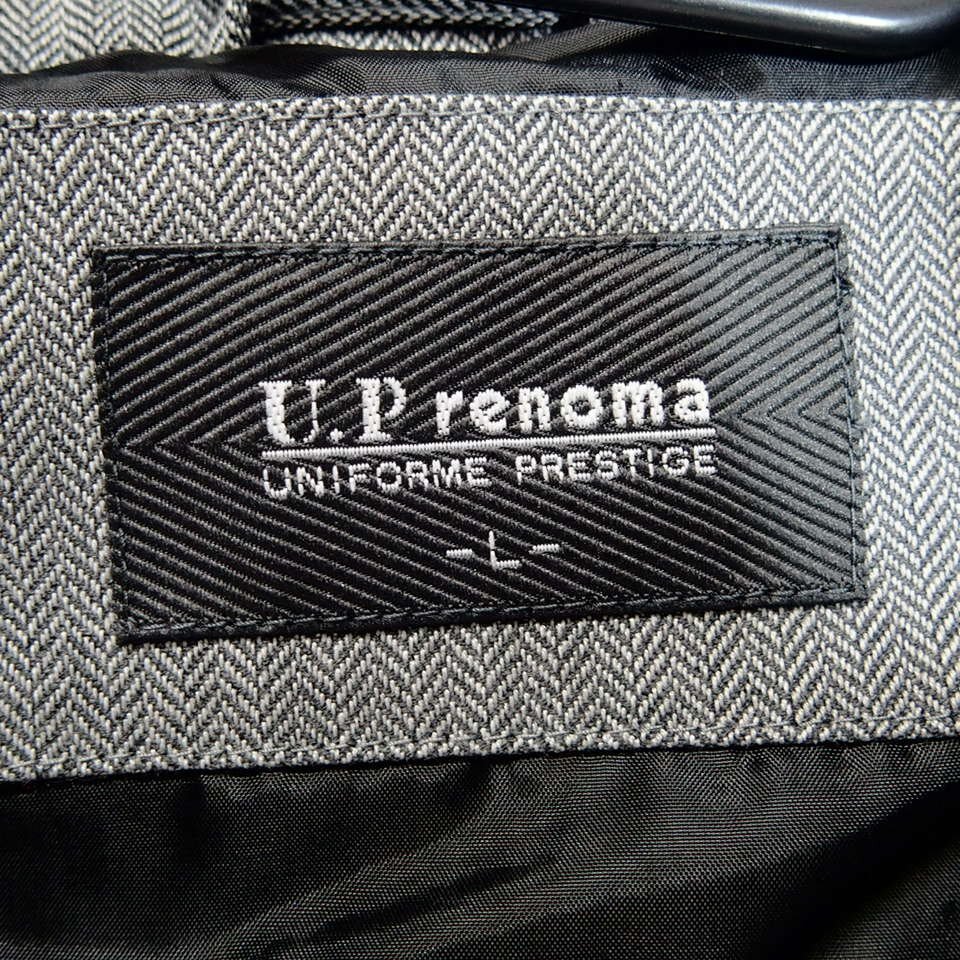 U.P renoma
UNIFORME PRESTIGE
-L-